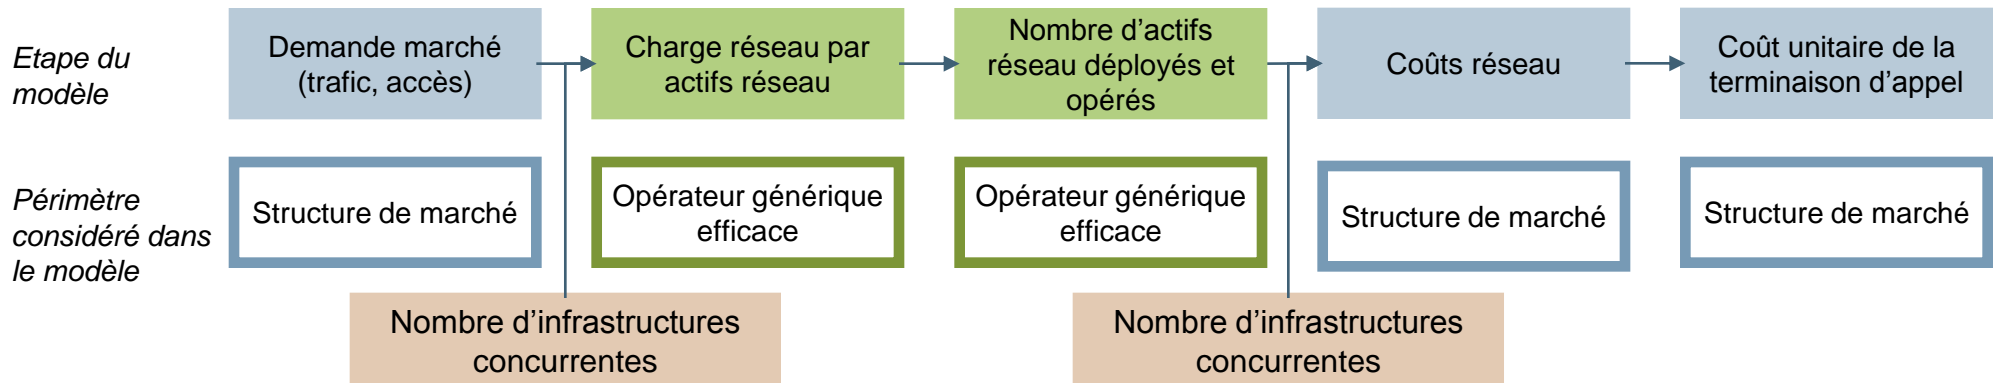 Etape du
modèle
Demande marché
(trafic, accès)
Charge réseau par
actifs réseau
Nombre d’actifs
réseau déployés et
opérés
Coûts réseau
Coût unitaire de la
terminaison d’appel
Périmètre
considéré dans
le modèle
Structure de marché
Opérateur générique
efficace
Opérateur générique
efficace
Structure de marché
Structure de marché
Nombre d’infrastructures
concurrentes
Nombre d’infrastructures
concurrentes